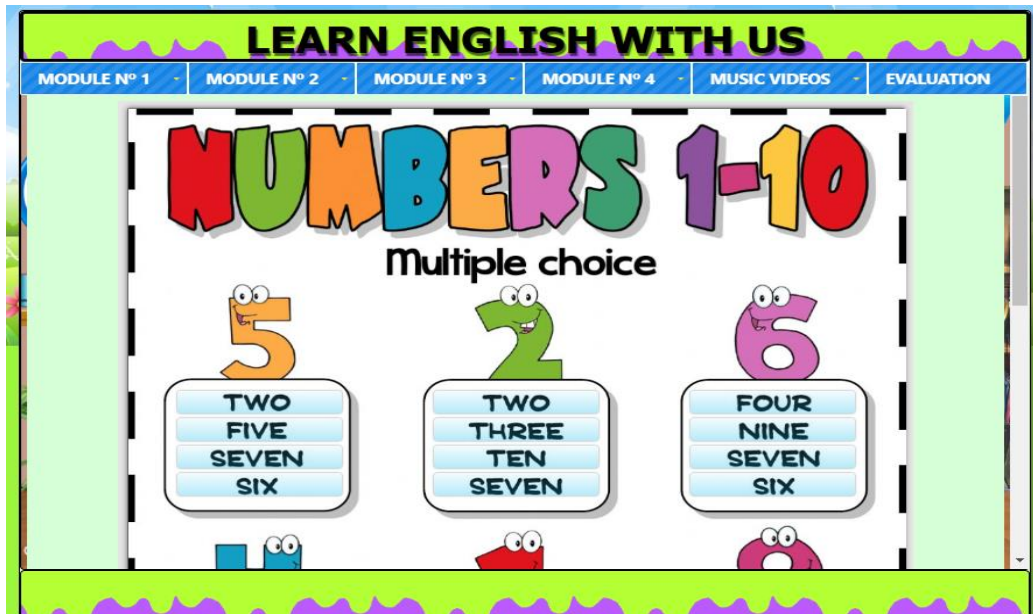 LEARN ENGLISH WITH US
MODULE Nº 1 MODULE Nº 2 MODULE Nº 3 MODULE Nº 4 MUSIC VIDEOS EVALUATION
NUMBERS 1-10
Multiple choice
5 2 6
TWO TWO FOUR
FIVE THREE NINE
SEVEN TEN SEVEN
SIX SEVEN SIX